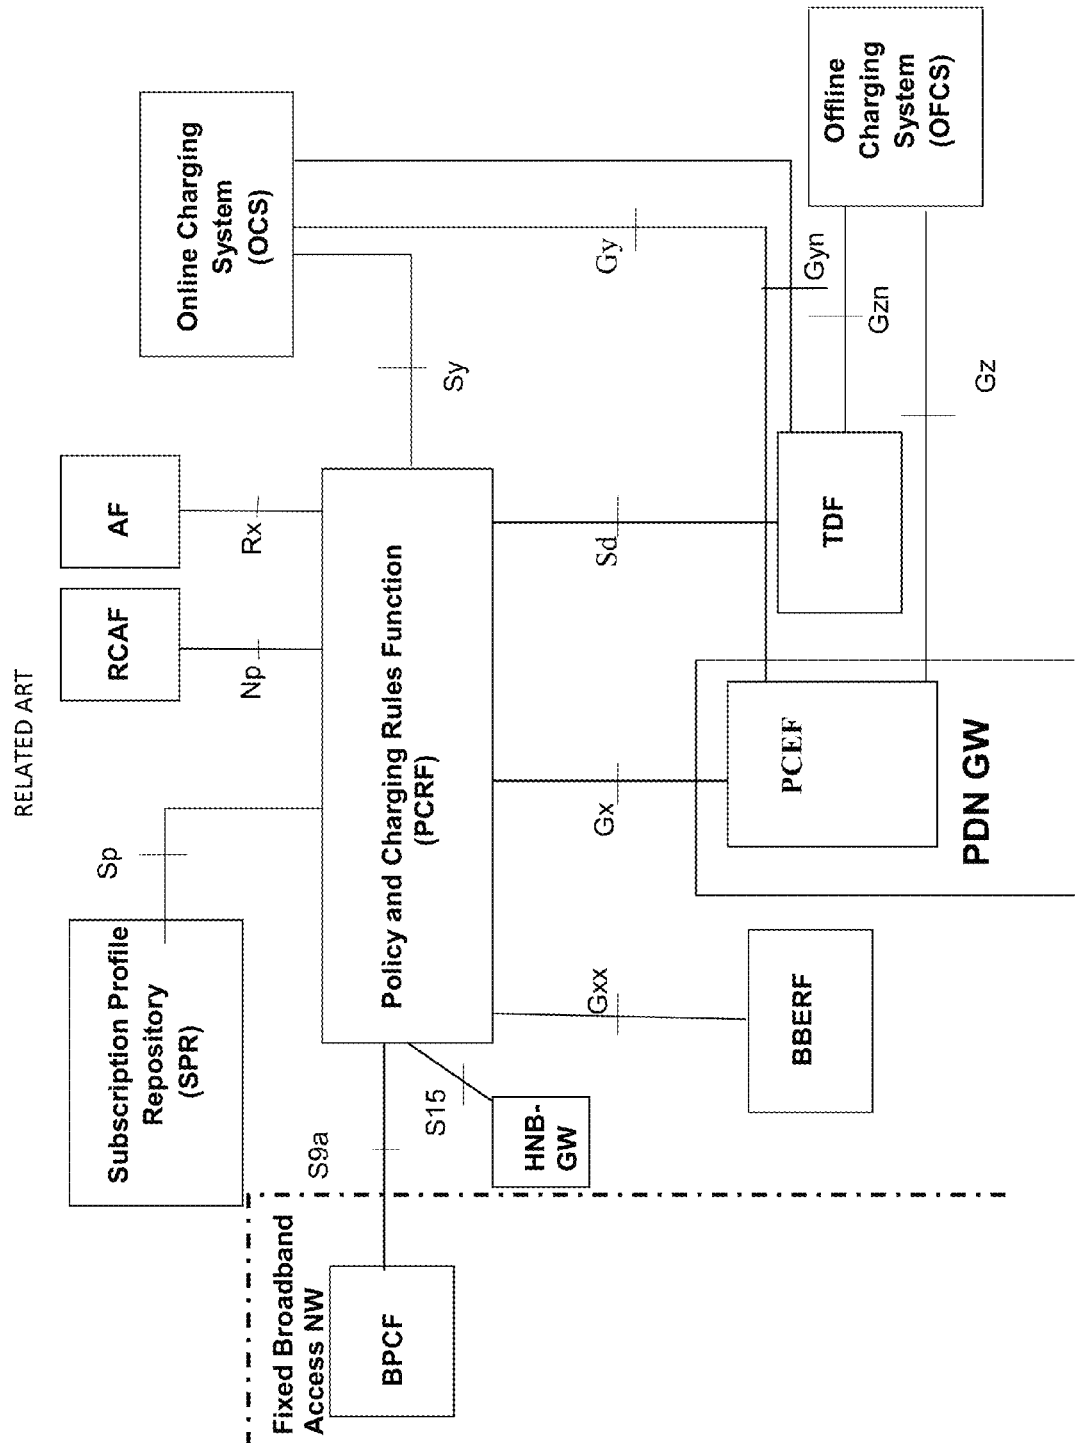 RELATED ART
Subscription Profile
Repository
(SPR)
Sp
RCAF
Np
AF
Rx
Online Charging
System
(OCS)
Sy
Fixed Broadband
Access NW
BPCF
S9a
S15
HNB-
GW
Policy and Charging Rules Function
(PCRF)
Gxx
Gx
Sd
Gy
BBERF
PCEF
PDN GW
TDF
Gyn
Gzn
Gz
Offline
Charging
System
(OFCS)